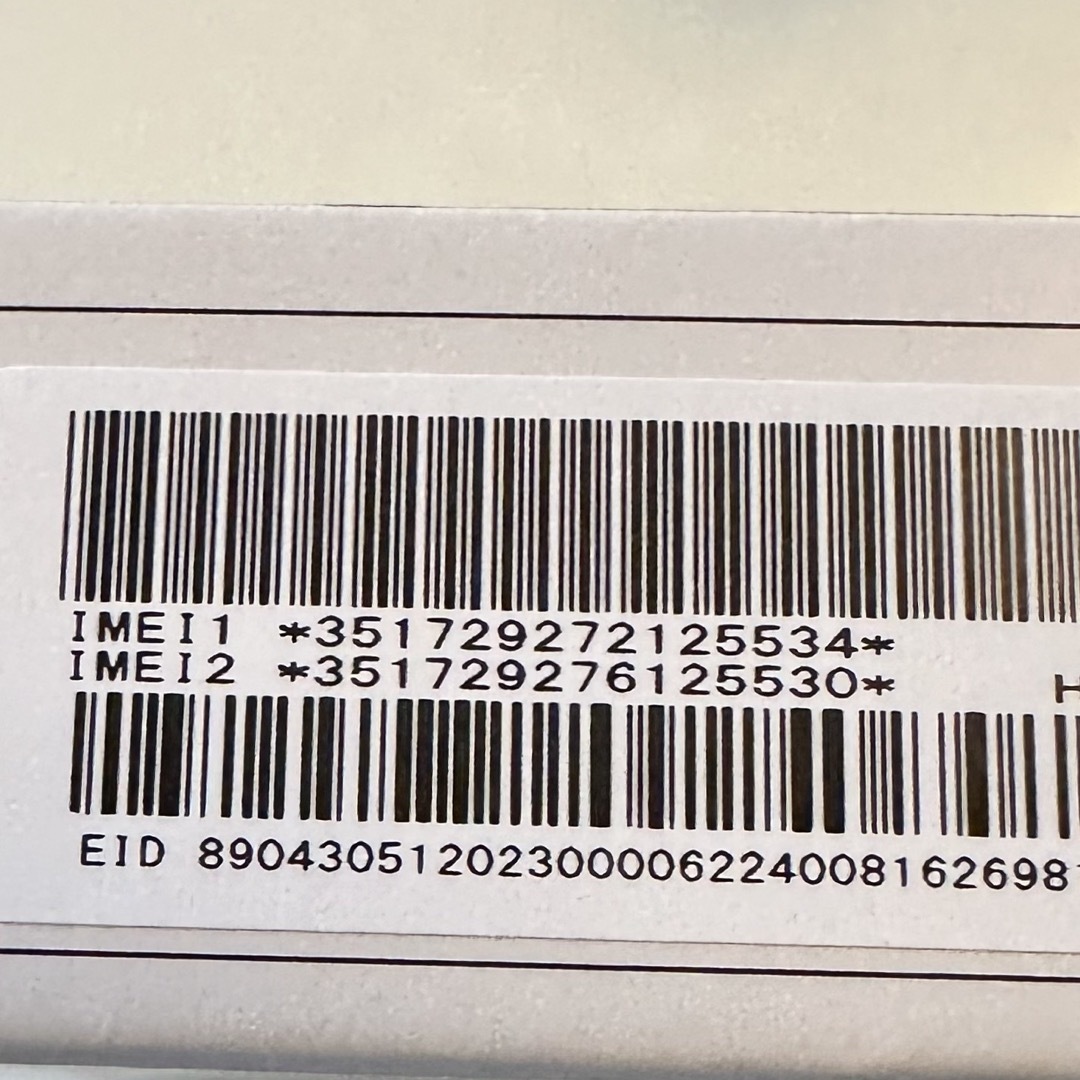 IMEI1 *351729272125534*
IMEI2 *351729276125530*
H
EID 89043051202300006224008162698